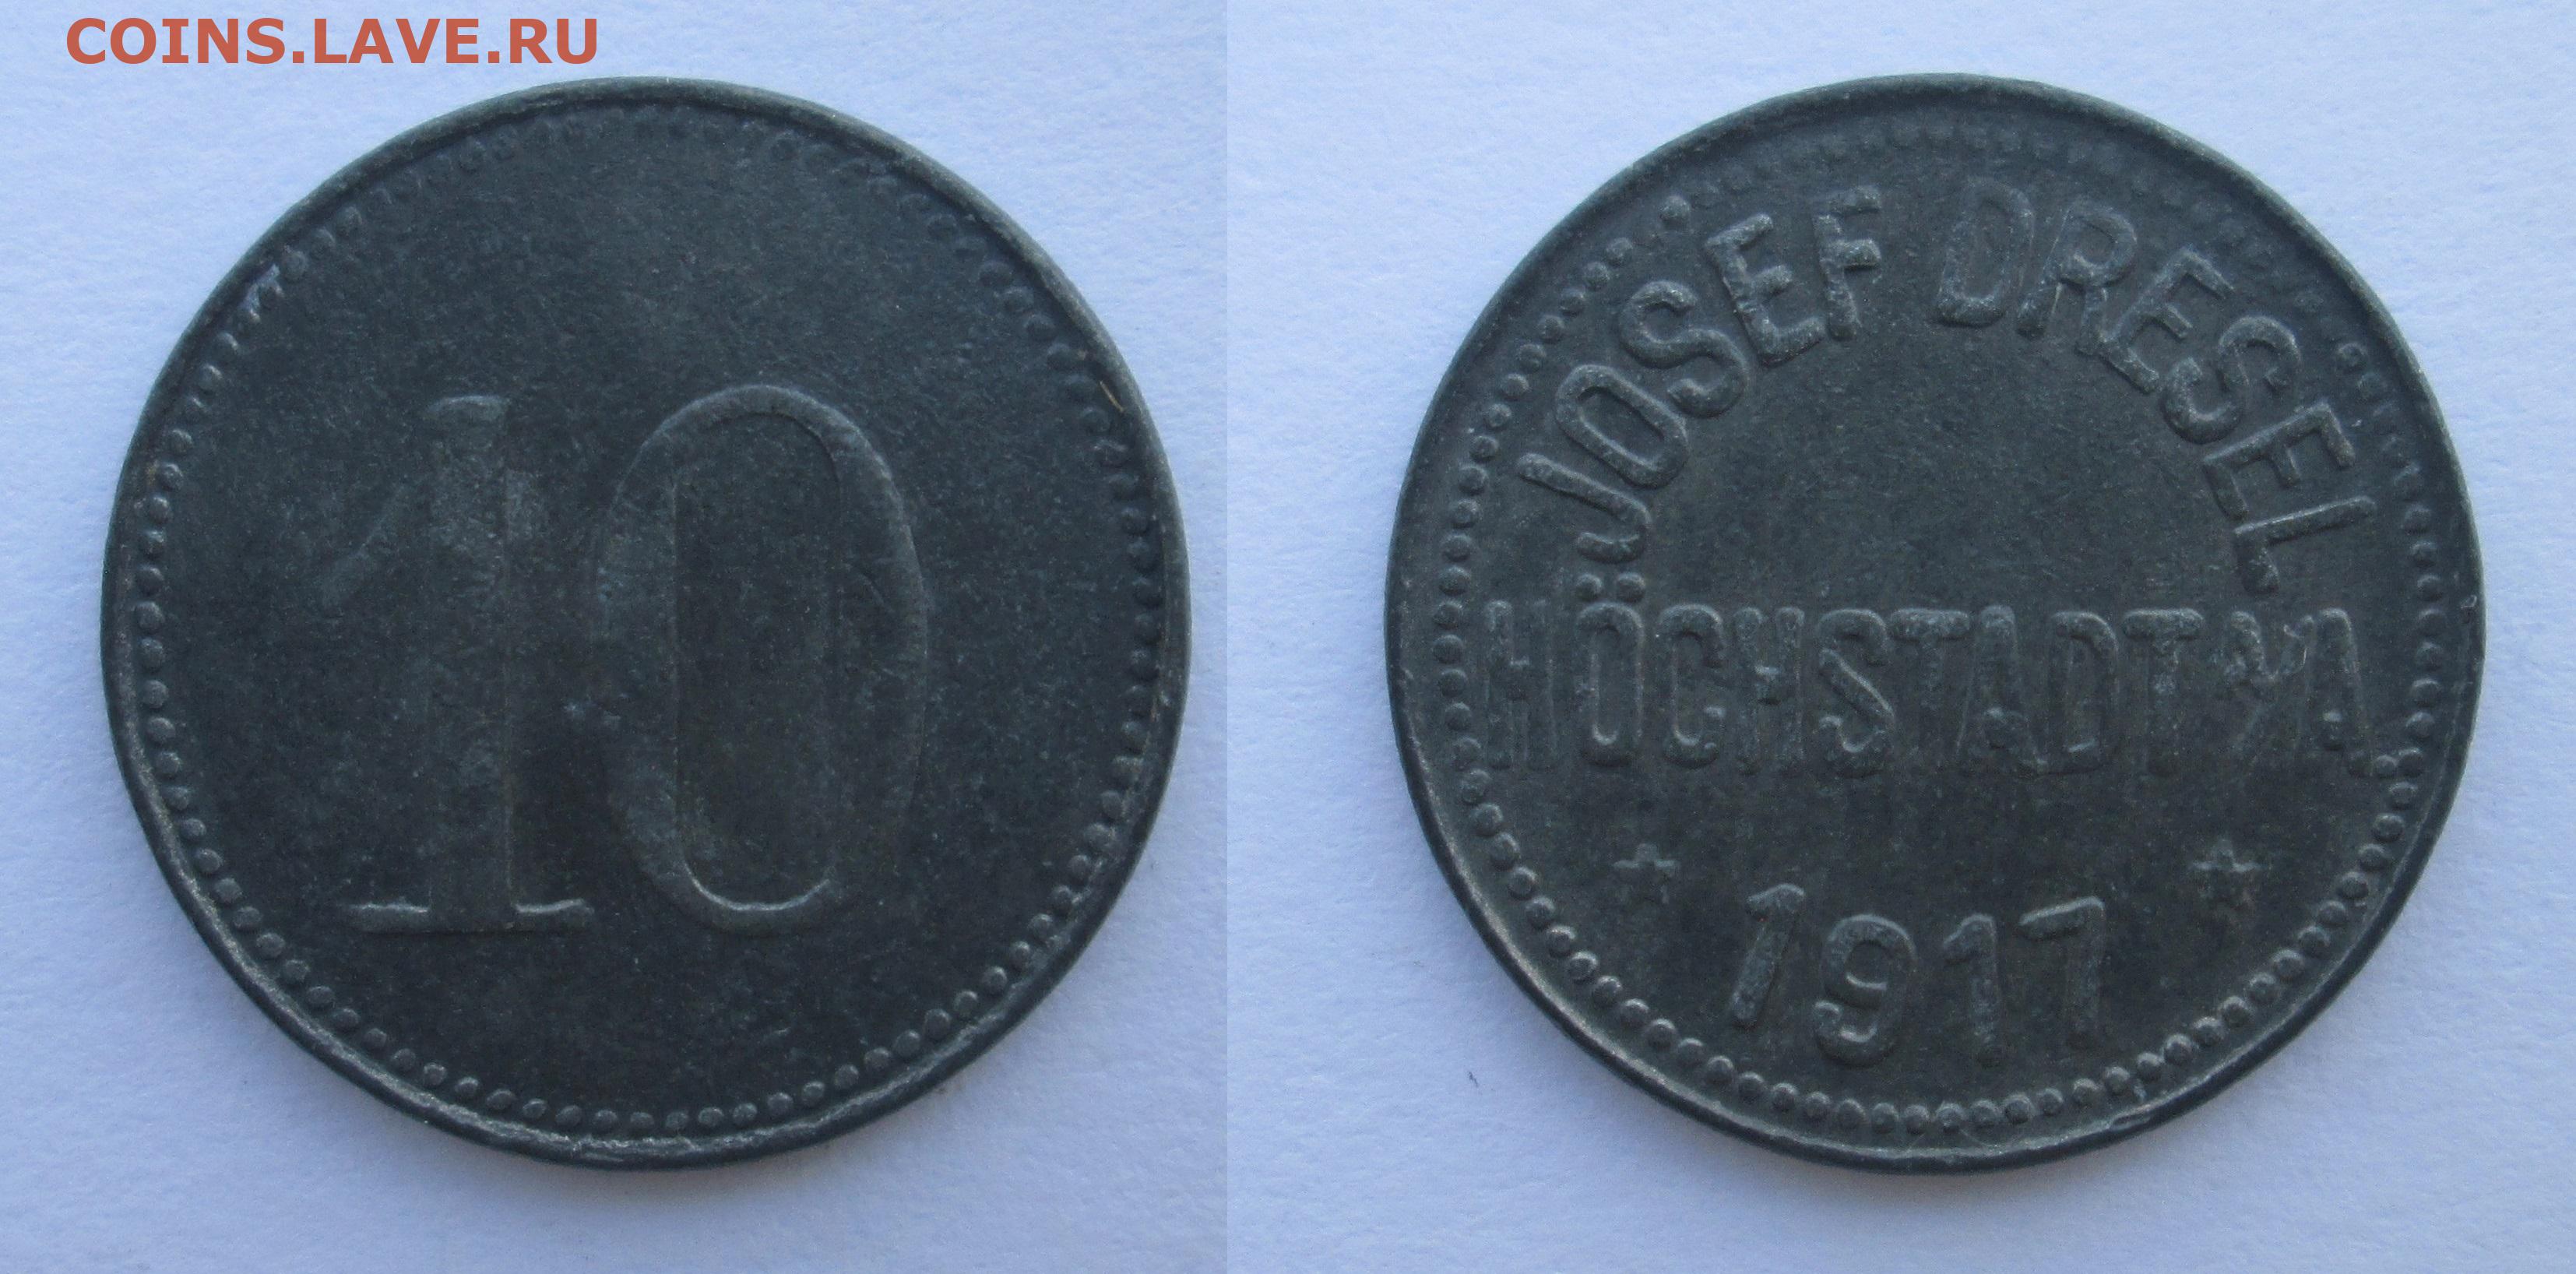 COINS.LAVE.RU
10
JOSEF DRESEL
HÖCHSTADT %A
1917